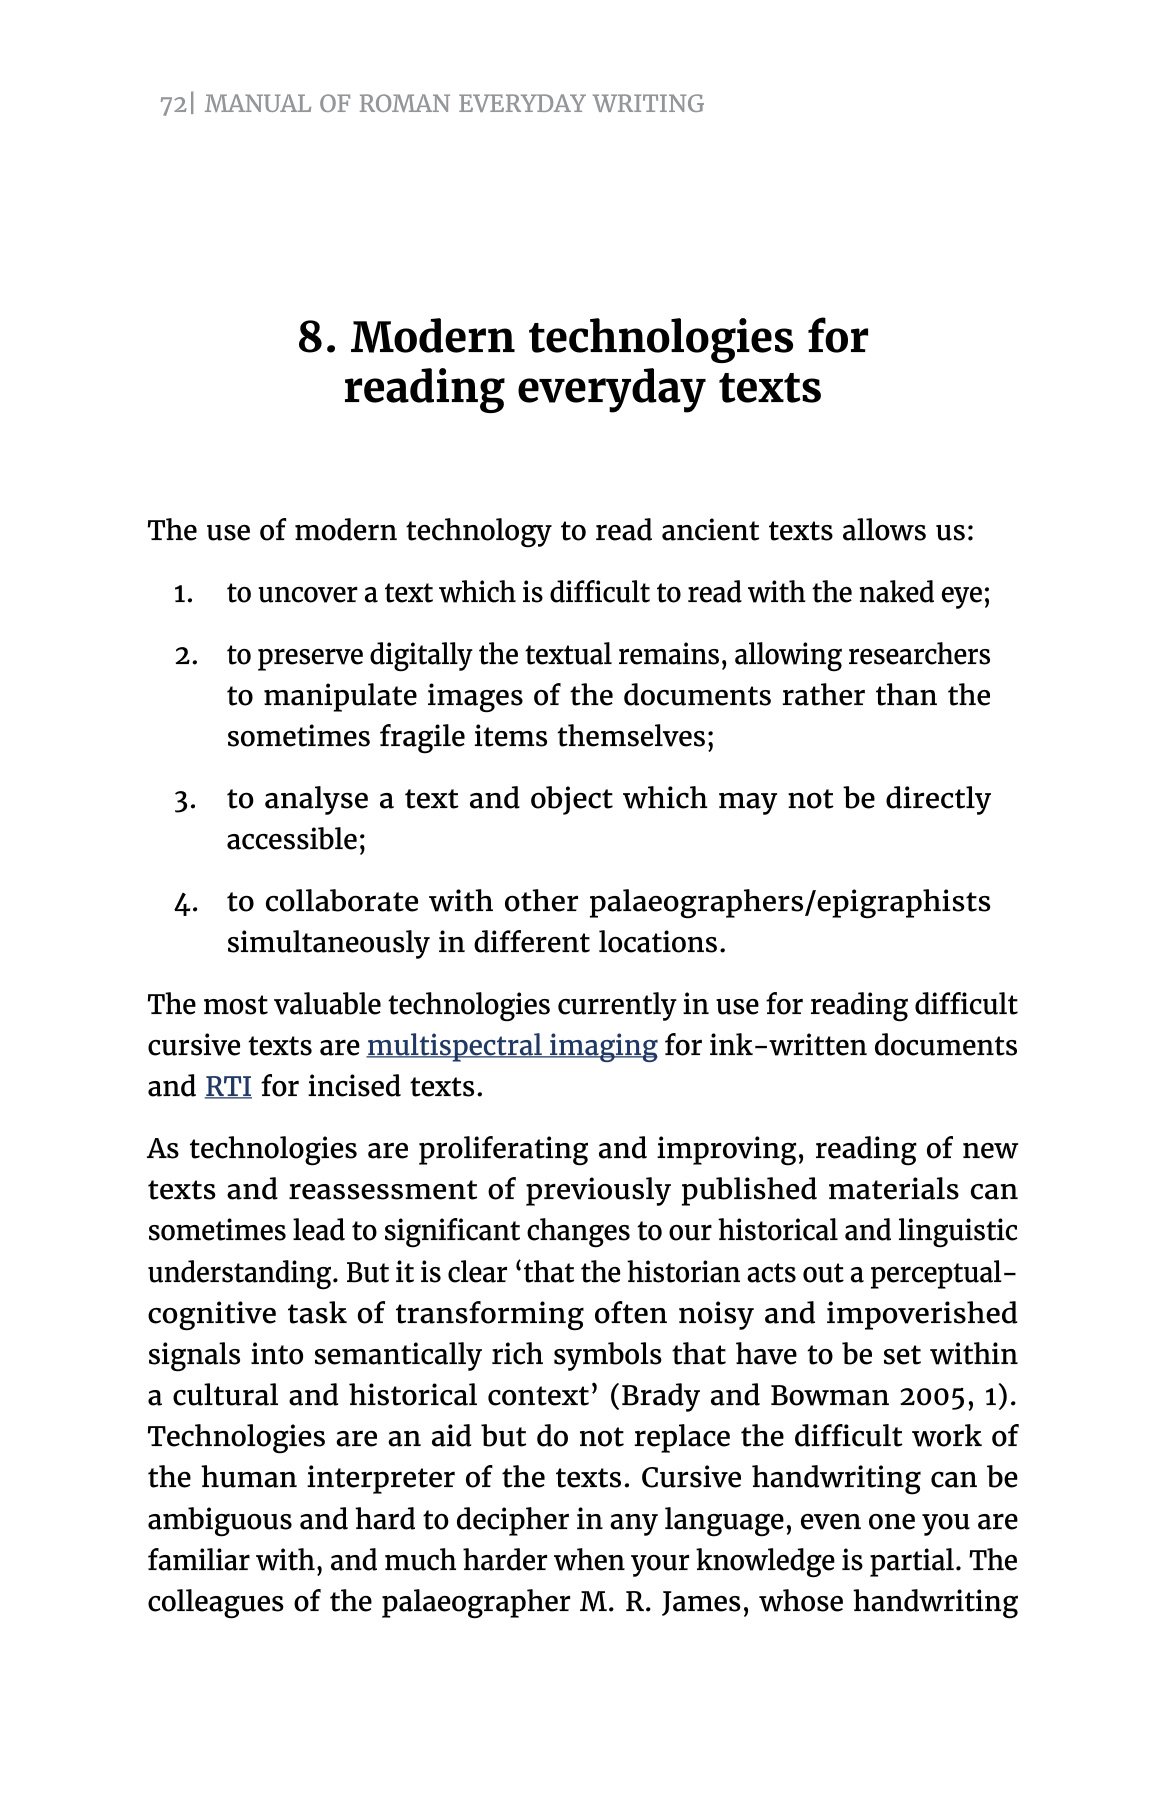 72| MANUAL OF ROMAN EVERYDAY WRITING
8. Modern technologies for
reading everyday texts
The use of modern technology to read ancient texts allows us:
1. to uncover a text which is difficult to read with the naked eye;
2. to preserve digitally the textual remains, allowing researchers
to manipulate images of the documents rather than the
sometimes fragile items themselves;
3. to analyse a text and object which may not be directly
accessible;
4. to collaborate with other palaeographers/epigraphists
simultaneously in different locations.
The most valuable technologies currently in use for reading difficult
cursive texts are multispectral imaging for ink-written documents
and RTI for incised texts.
As technologies are proliferating and improving, reading of new
texts and reassessment of previously published materials can
sometimes lead to significant changes to our historical and linguistic
understanding. But it is clear ‘that the historian acts out a perceptual-
cognitive task of transforming often noisy and impoverished
signals into semantically rich symbols that have to be set within
a cultural and historical context’ (Brady and Bowman 2005, 1).
Technologies are an aid but do not replace the difficult work of
the human interpreter of the texts. Cursive handwriting can be
ambiguous and hard to decipher in any language, even one you are
familiar with, and much harder when your knowledge is partial. The
colleagues of the palaeographer M. R. James, whose handwriting